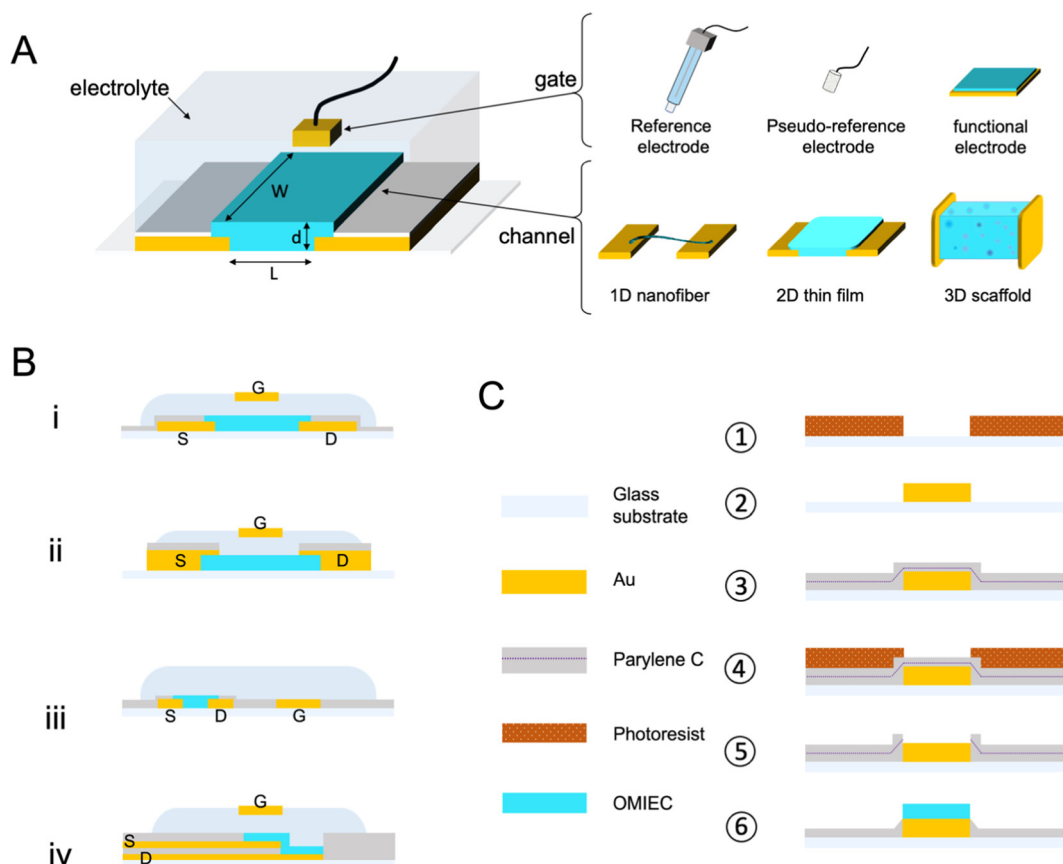 A
electrolyte
gate
channel
W
d
L
Reference
electrode
Pseudo-reference
electrode
functional
electrode
1D nanofiber
2D thin film
3D scaffold
B
i
G
S
D
ii
G
S
D
iii
S
D
G
iv
G
S
D
C
Glass
substrate
Au
Parylene C
Photoresist
OMIEC
①
②
③
④
⑤
⑥